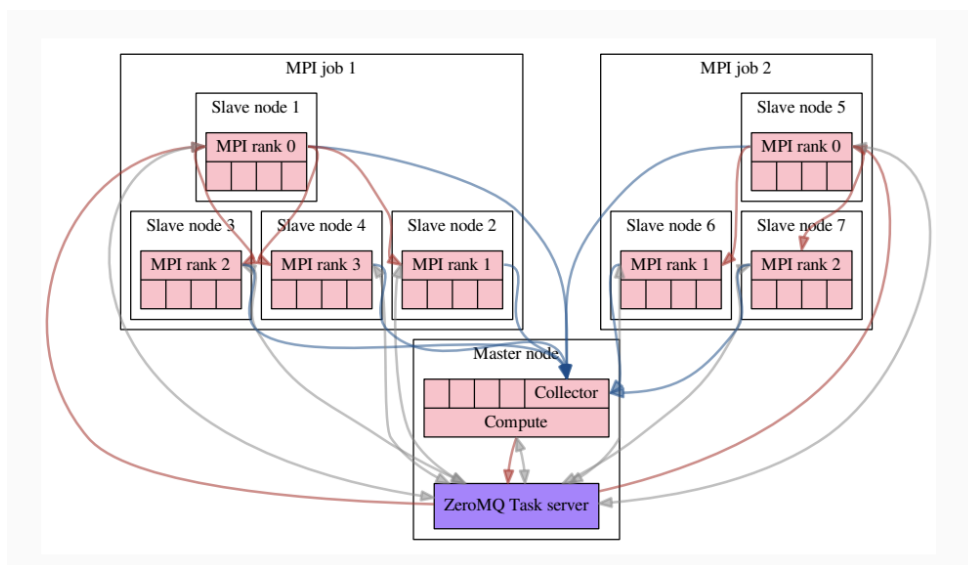 MPI job 1
MPI job 2
Slave node 1
MPI rank 0
Slave node 5
MPI rank 0
Slave node 3
MPI rank 2
Slave node 4
MPI rank 3
Slave node 2
MPI rank 1
Slave node 6
MPI rank 1
Slave node 7
MPI rank 2
Master node
Collector
Compute
ZeroMQ Task server